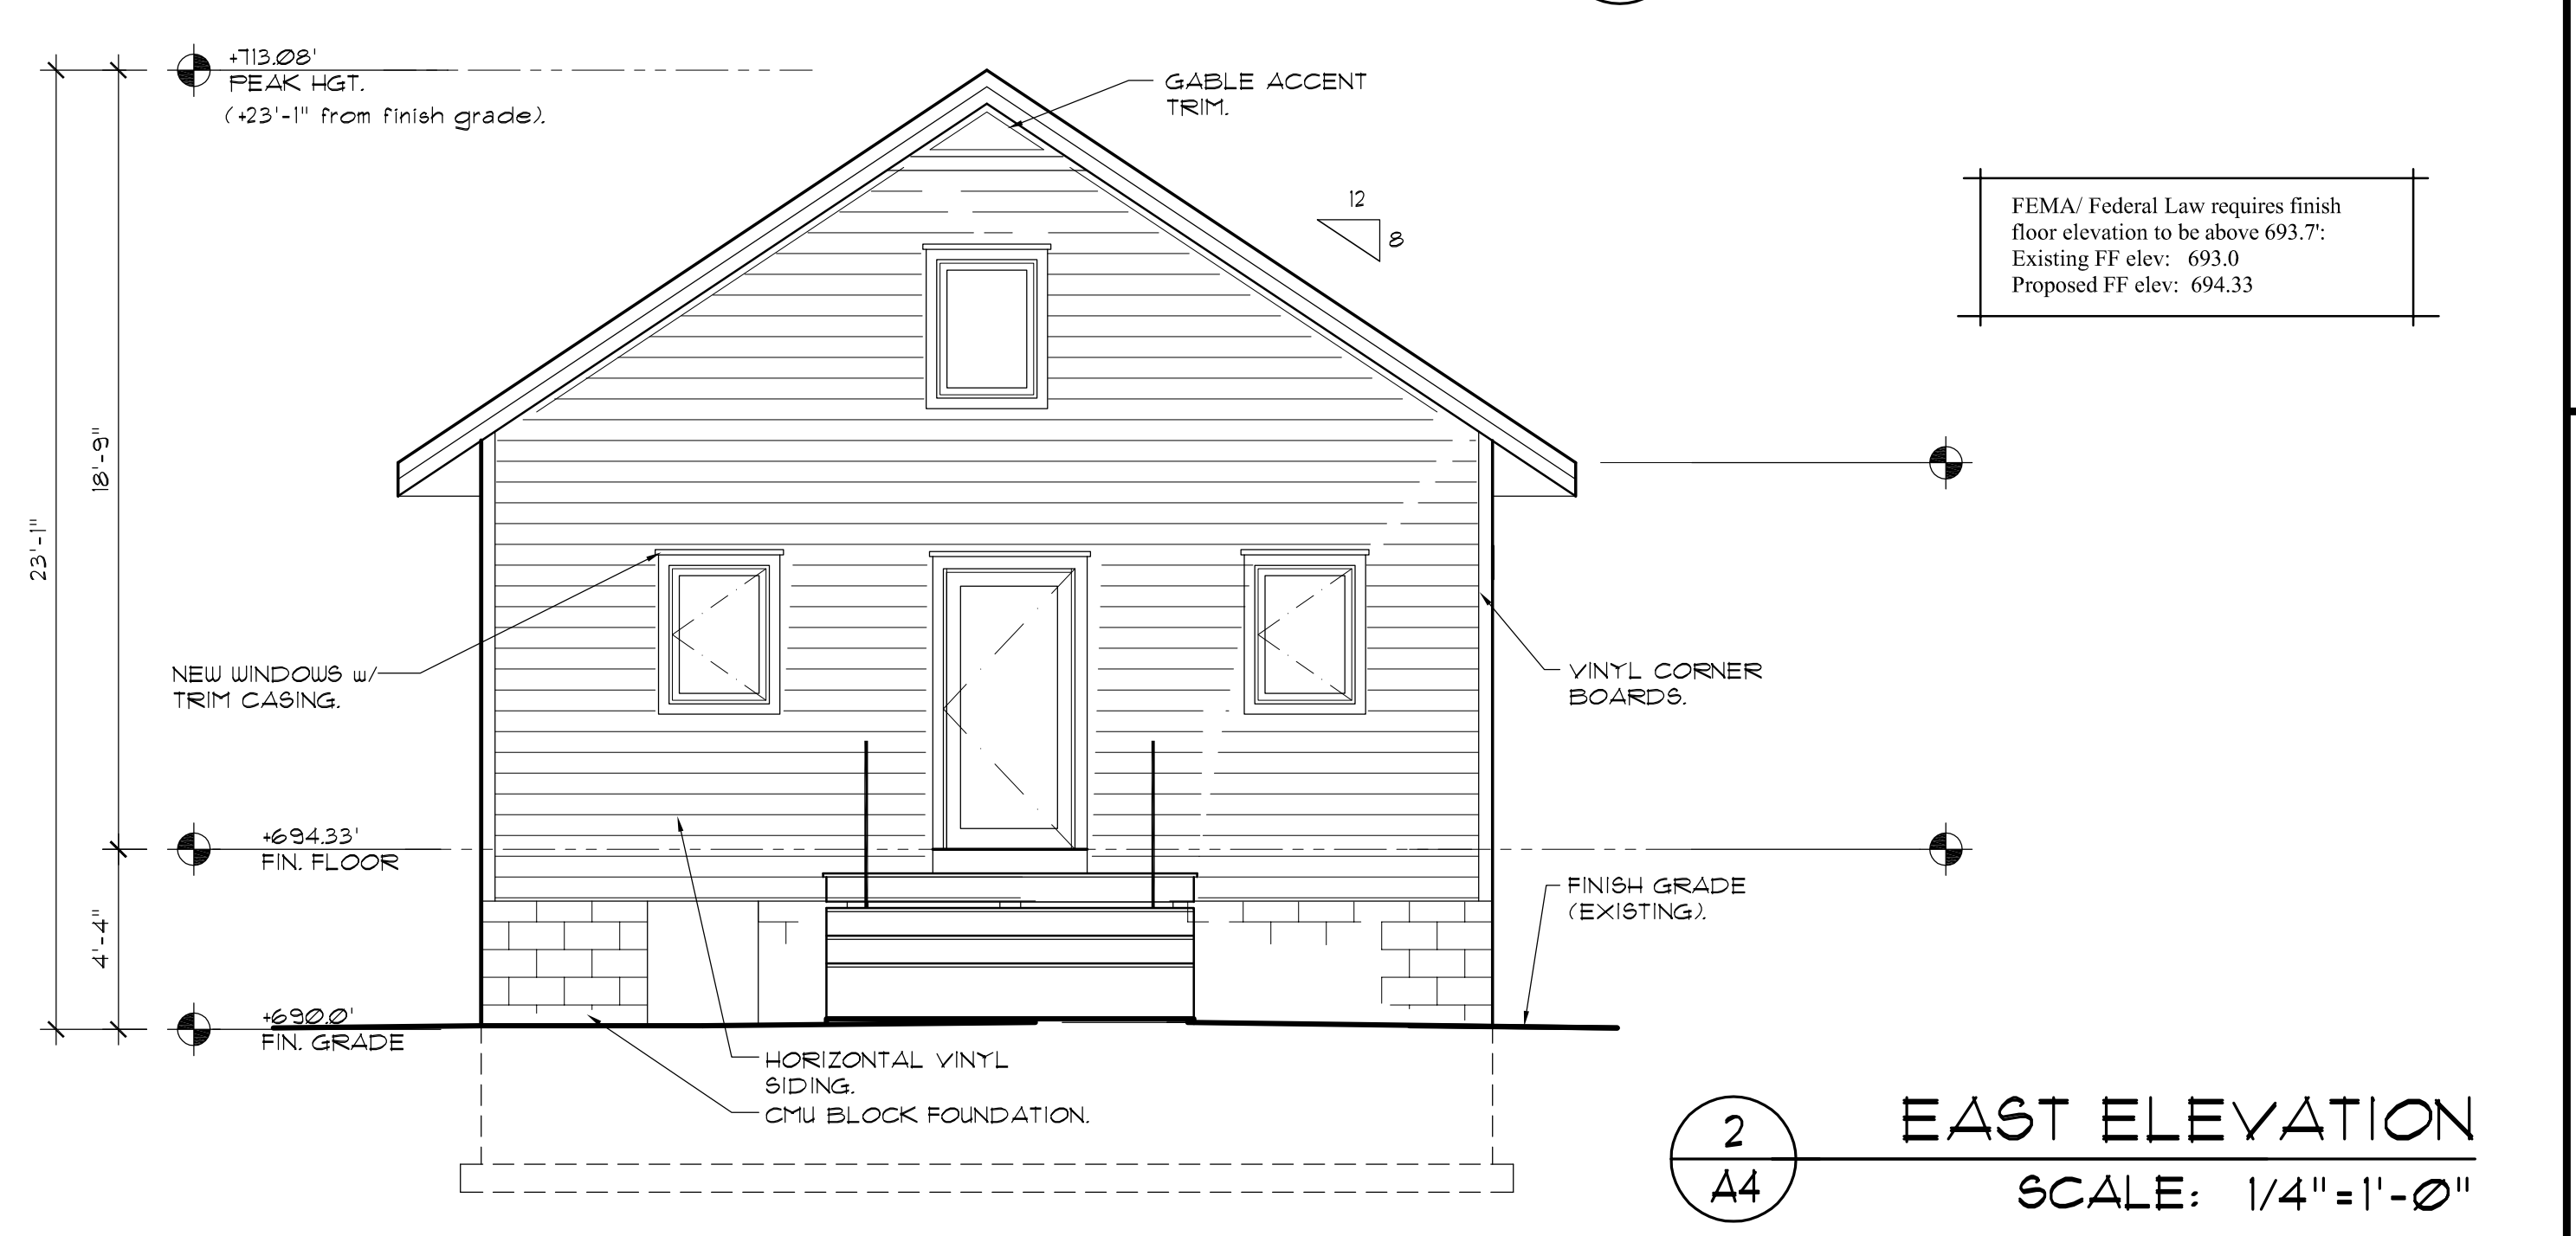 +713.08'
PEAK HGT.
(+23'-1" from finish grade).
GABLE ACCENT
TRIM.
12
8
FEMA/ Federal Law requires finish
floor elevation to be above 693.7':
Existing FF elev: 693.0
Proposed FF elev: 694.33
18'-9"
23'-1"
NEW WINDOWS w/
TRIM CASING.
VINYL CORNER
BOARDS.
+694.33'
FIN. FLOOR
FINISH GRADE
(EXISTING).
4'-4"
+690.0'
FIN. GRADE
HORIZONTAL VINYL
SIDING.
CMU BLOCK FOUNDATION.
2
A4
EAST ELEVATION
SCALE: 1/4"=1'-0"